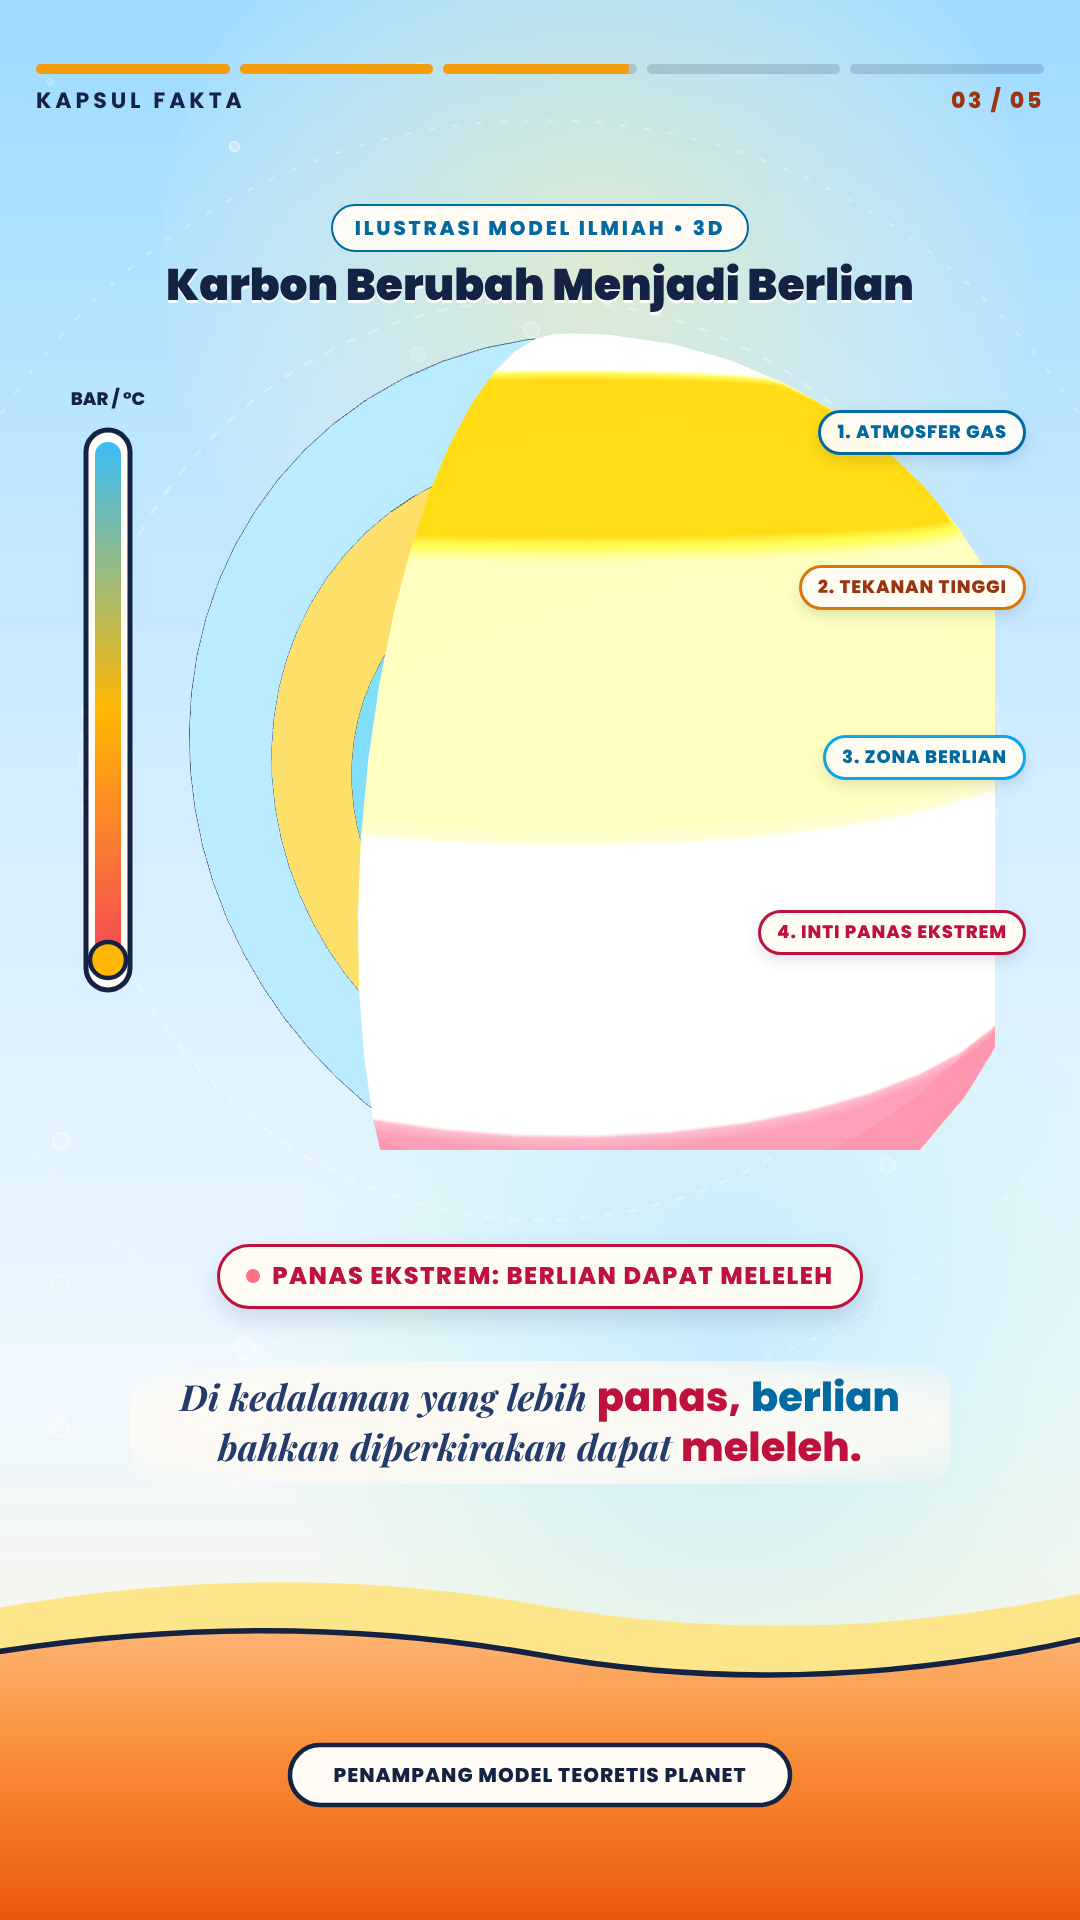 KAPSUL FAKTA
03 / 05
ILUSTRASI MODEL ILMIAH • 3D
Karbon Berubah Menjadi Berlian
BAR / °C
1. ATMOSFER GAS
2. TEKANAN TINGGI
3. ZONA BERLIAN
4. INTI PANAS EKSTREM
PANAS EKSTREM: BERLIAN DAPAT MELELEH
Di kedalaman yang lebih panas, berlian
bahkan diperkirakan dapat meleleh.
PENAMPANG MODEL TEORETIS PLANET